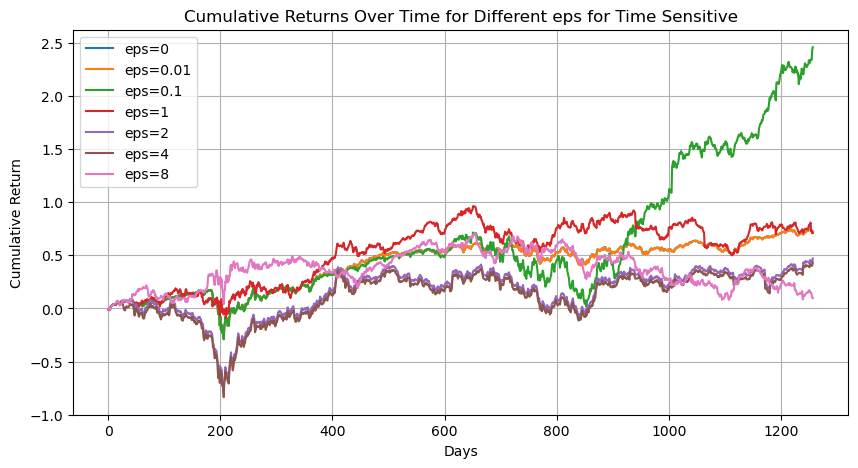 Cumulative Returns Over Time for Different eps for Time Sensitive
eps=0
eps=0.01
eps=0.1
eps=1
eps=2
eps=4
eps=8
2.5
2.0
1.5
1.0
0.5
0.0
−0.5
−1.0
Cumulative Return
0 200 400 600 800 1000 1200
Days